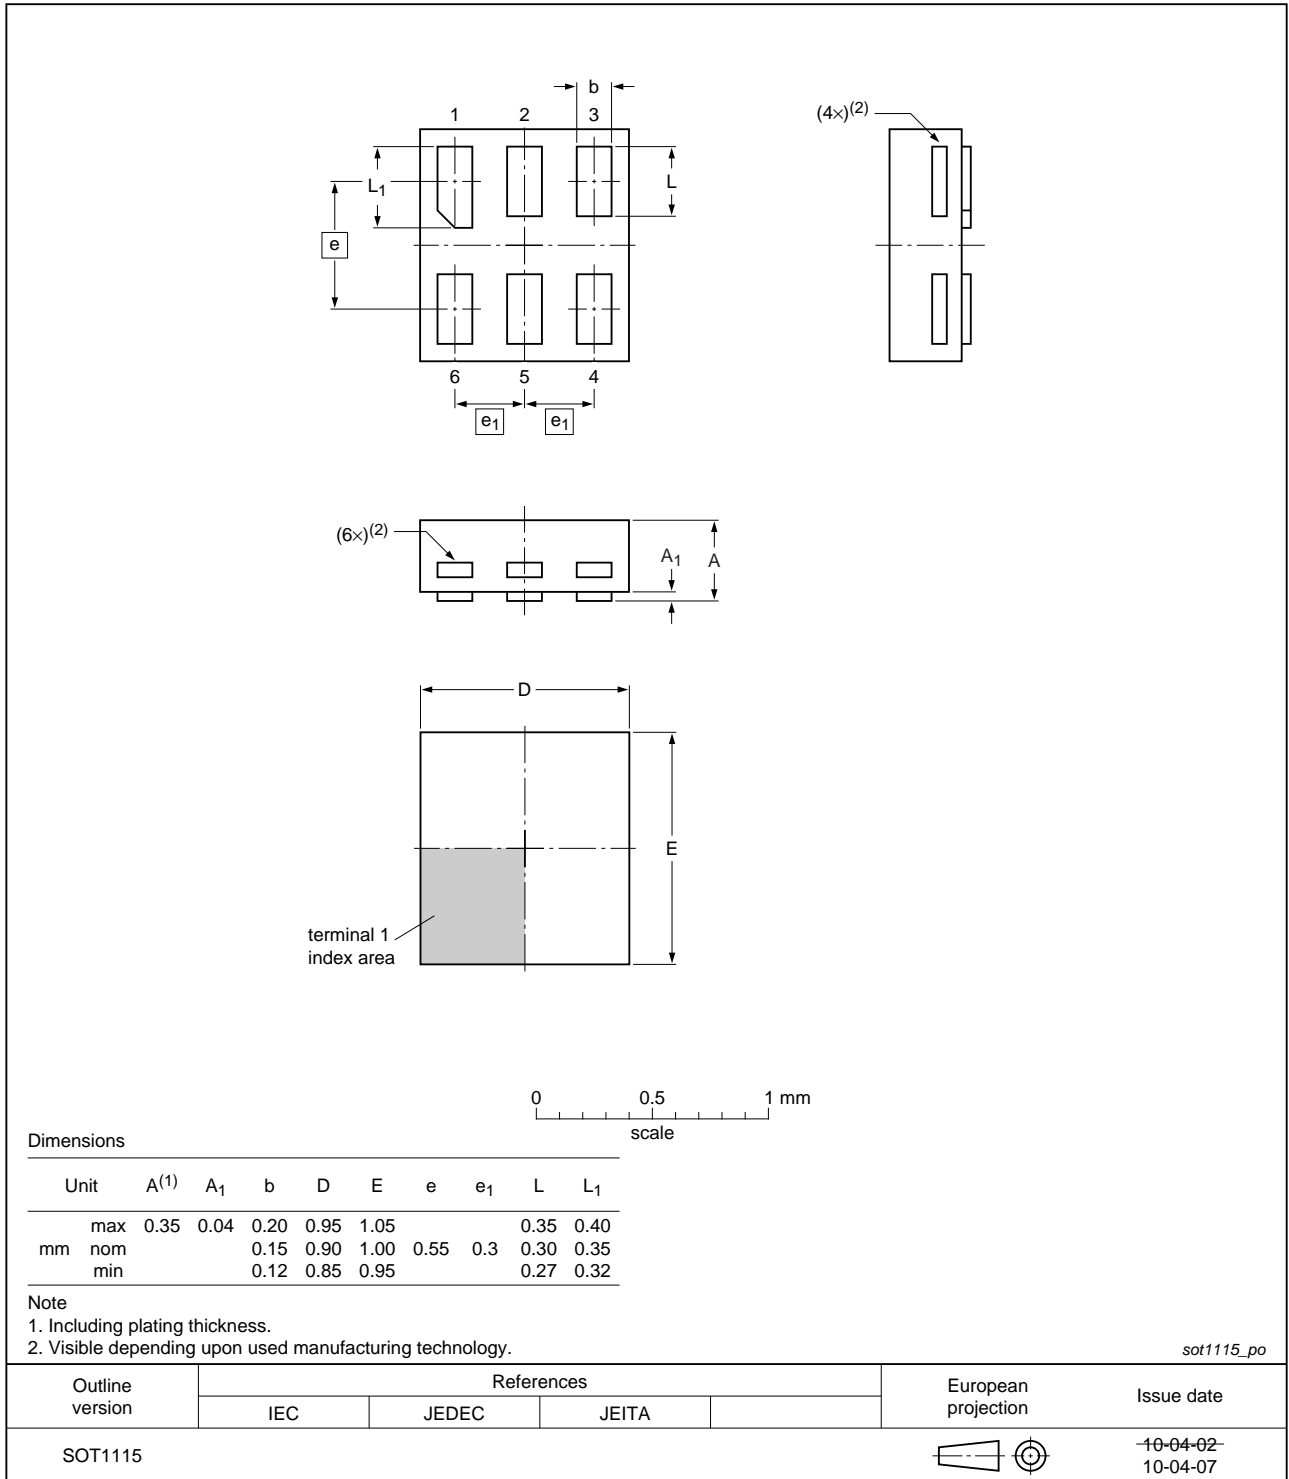 b
1 2 3
(4×)(2)
L1
L
e
6 5 4
e1 e1
(6×)(2)
A1 A
D
E
terminal 1
index area
0 0.5 1 mm
scale
Dimensions
Unit A(1) A1 b D E e e1 L L1
max 0.35 0.04 0.20 0.95 1.05 0.35 0.40
mm nom 0.15 0.90 1.00 0.55 0.3 0.30 0.35
min 0.12 0.85 0.95 0.27 0.32
Note
1. Including plating thickness.
2. Visible depending upon used manufacturing technology.
sot1115_po
Outline version References European projection Issue date
IEC JEDEC JEITA
SOT1115
10-04-02
10-04-07